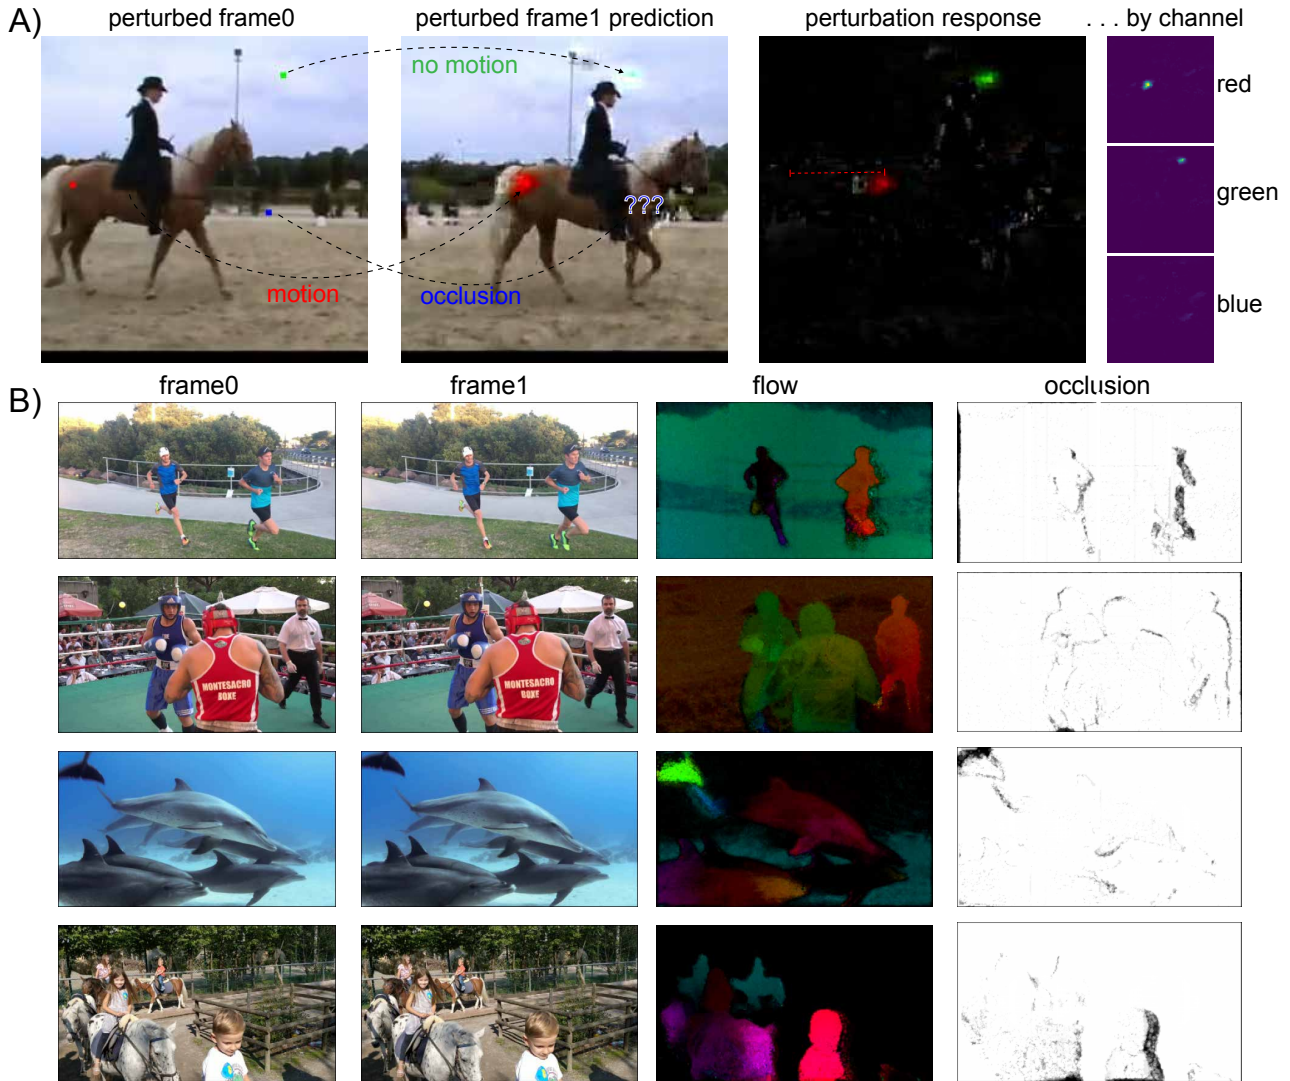 A)
perturbed frame0
perturbed frame1 prediction
perturbation response
. . . by channel
no motion
motion
occlusion
???
red
green
blue
B)
frame0
frame1
flow
occlusion
MONTESACRO
BOXE
MONTESACRO
BOXE